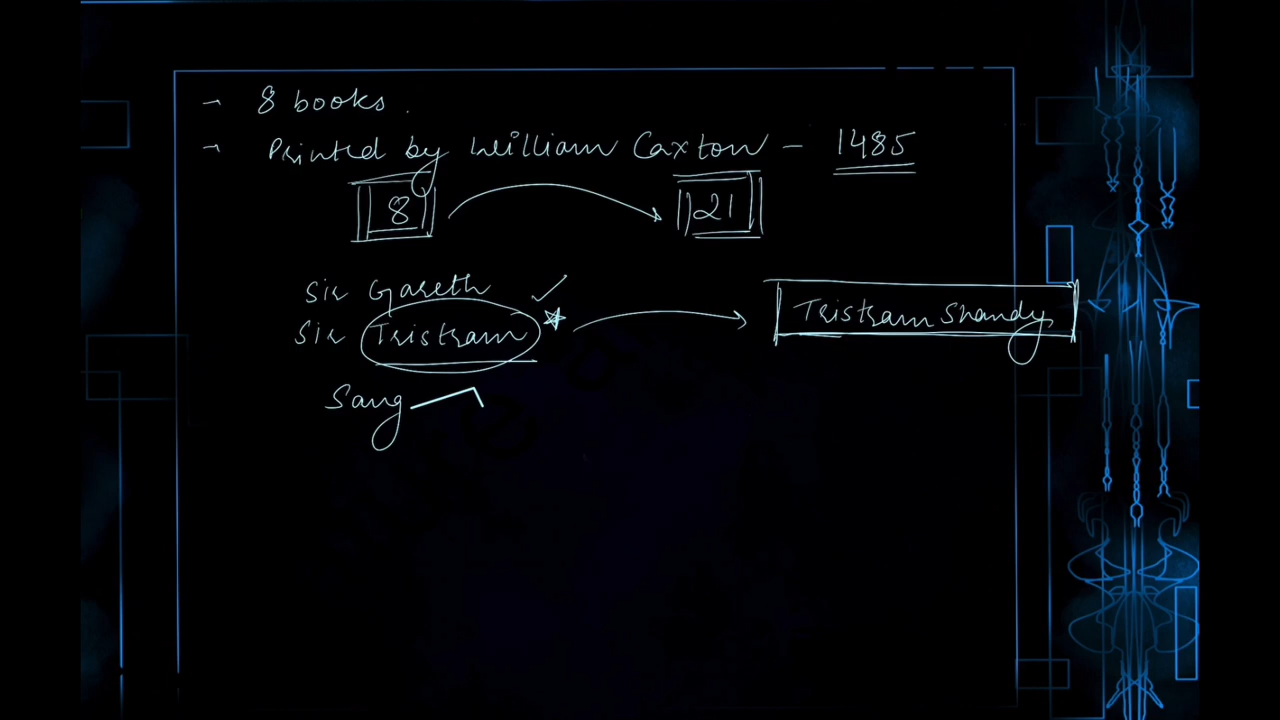 - 8 books.
- Printed by William Caxton - 1485
8 21
Sir Gareth
Sir Tristram Tristram Shandy
Sang